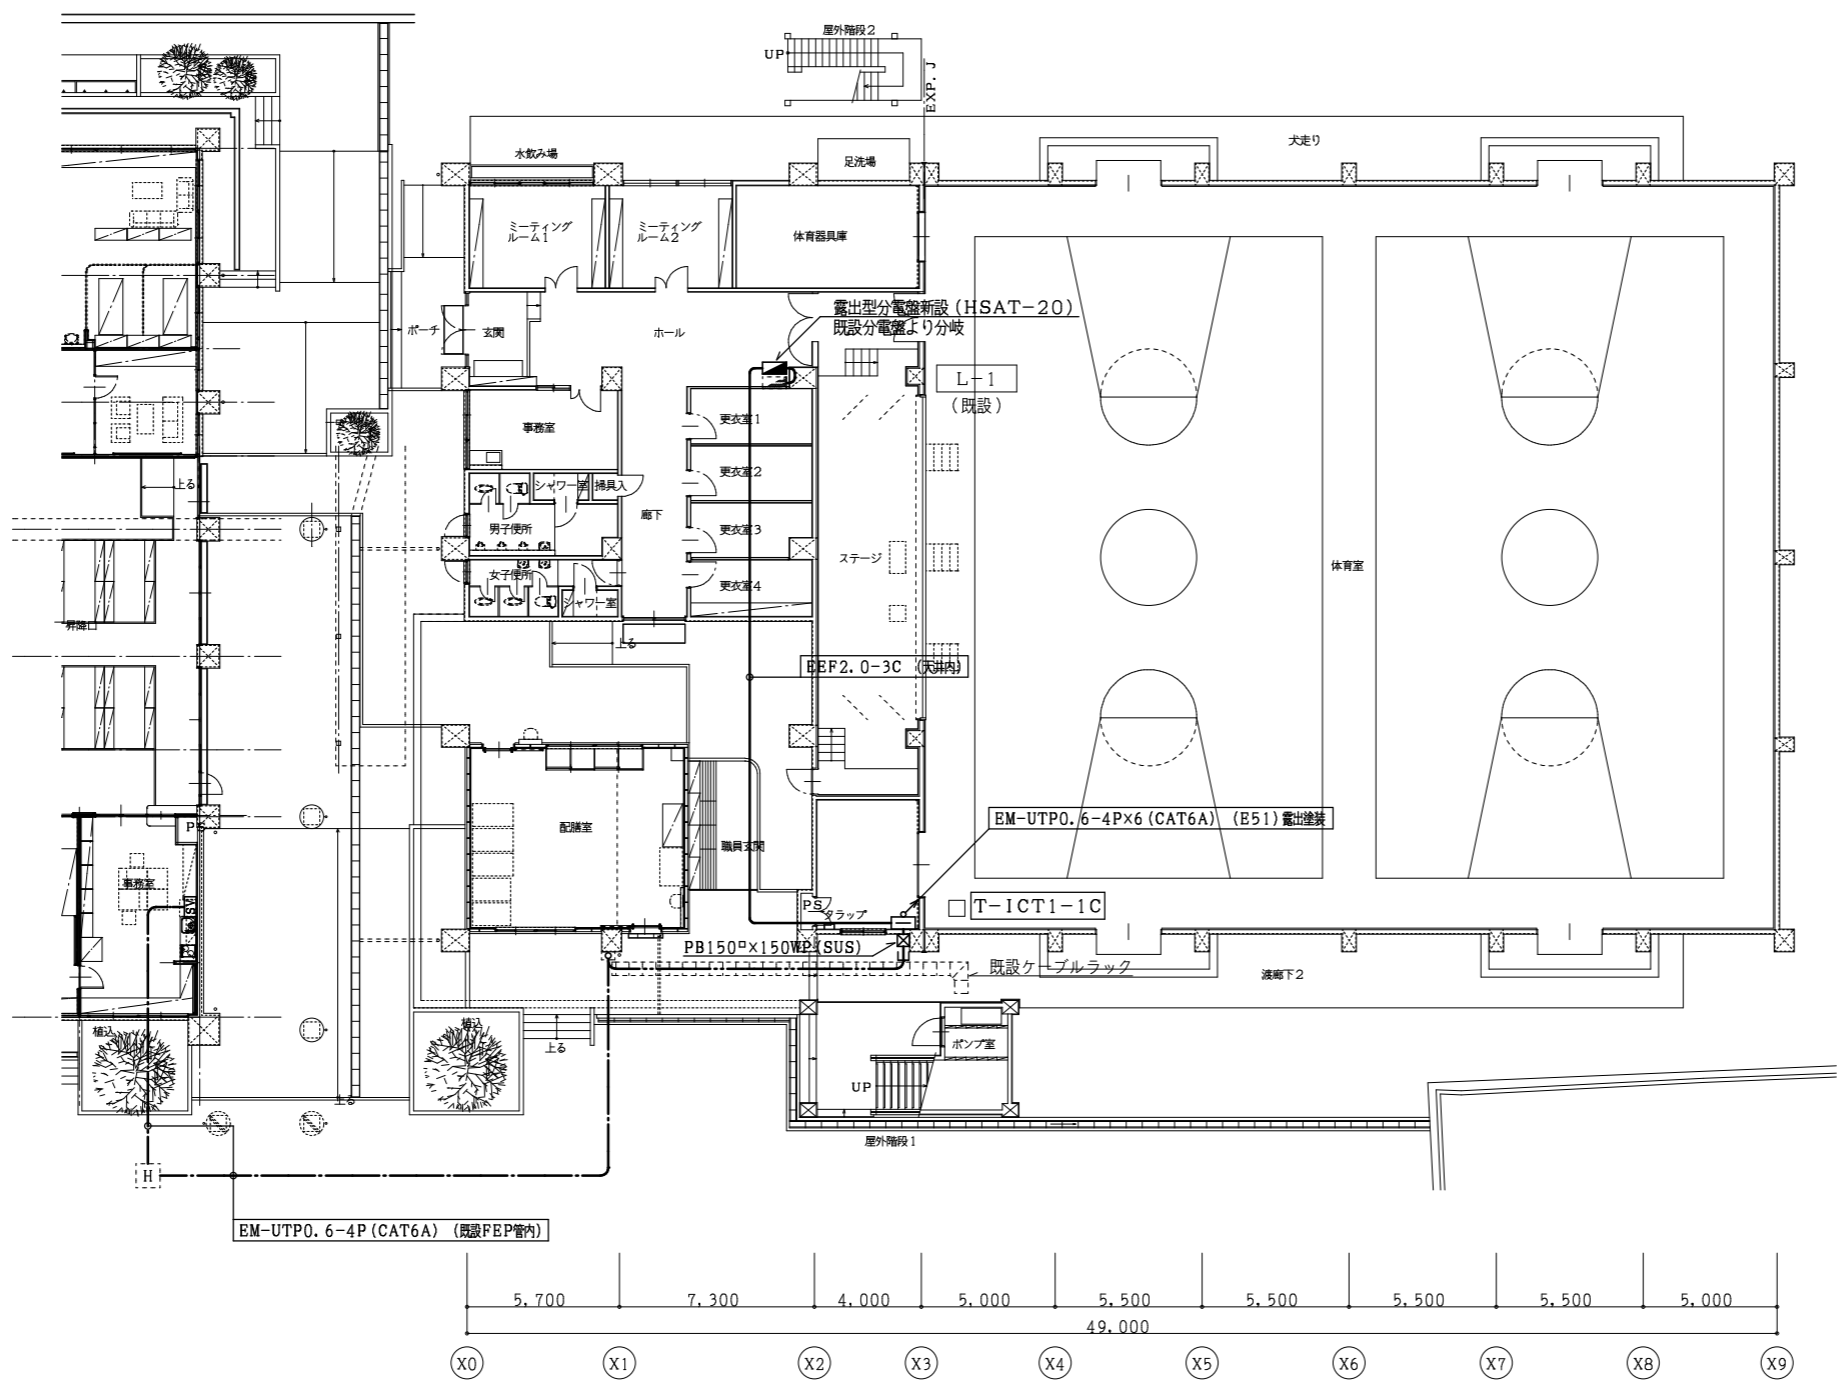 屋外階段2
UP
EXP.J
犬走り
水飲み場
足洗場
ミーティング
ルーム1
ミーティング
ルーム2
体育器具庫
露出型分電盤新設(HSAT-20)
既設分電盤より分岐
ポーチ
玄関
ホール
L-1
(既設)
事務室
更衣室1
更衣室2
上る
シャワー室
掃具入
廊下
男子便所
更衣室3
ステージ
体育室
女子便所
更衣室4
シャワー室
昇降口
上る
EEF2.0-3C (天井内)
EM-UTP0.6-4P×6(CAT6A) (E51)露出塗装
PS
配膳室
職員玄関
事務室
SV
PS
タラップ
T-ICT1-1C
PB150□×150WP(SUS)
既設ケーブルラック
渡廊下2
植込
植込
上る
ポンプ室
UP
上る
屋外階段1
H
EM-UTP0.6-4P(CAT6A) (既設FEP管内)
5,700 7,300 4,000 5,000 5,500 5,500 5,500 5,500 5,000
49,000
X0 X1 X2 X3 X4 X5 X6 X7 X8 X9